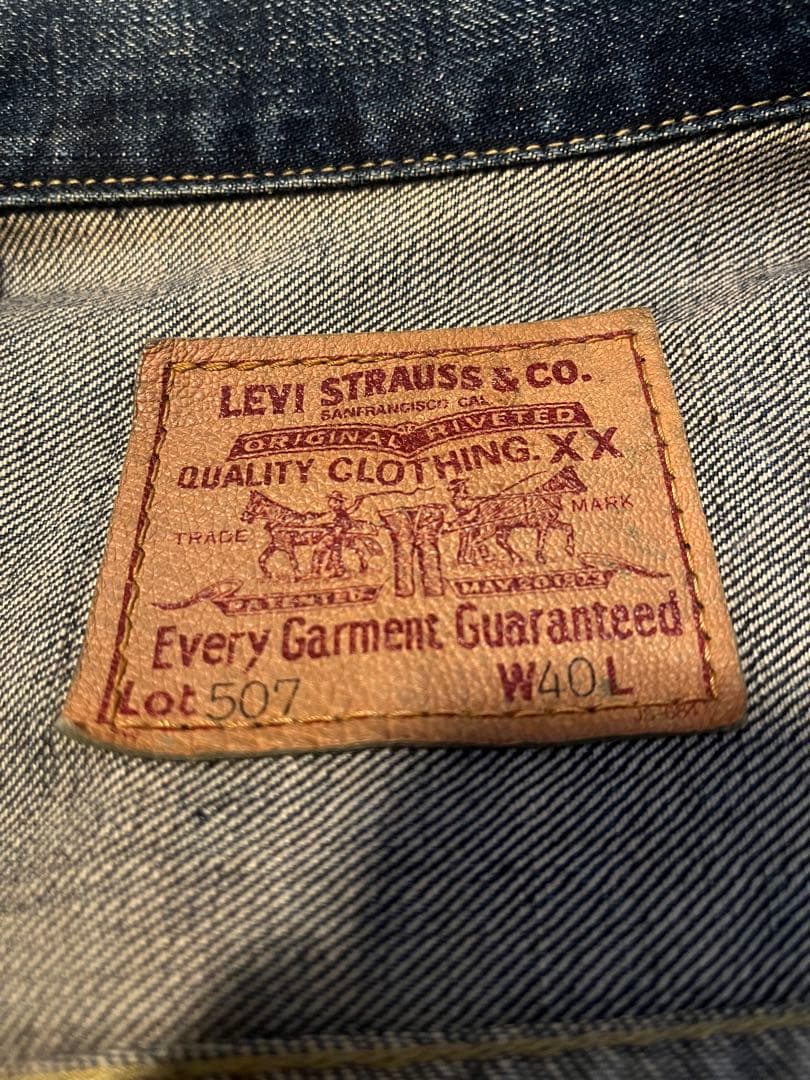 LEVI STRAUSS & CO.
SANFRANCISCO CAL
ORIGINAL RIVETED
QUALITY CLOTHING. XX
TRADE MARK
PATENTED MAY 20 1873
Every Garment Guaranteed
Lot 507 W40L